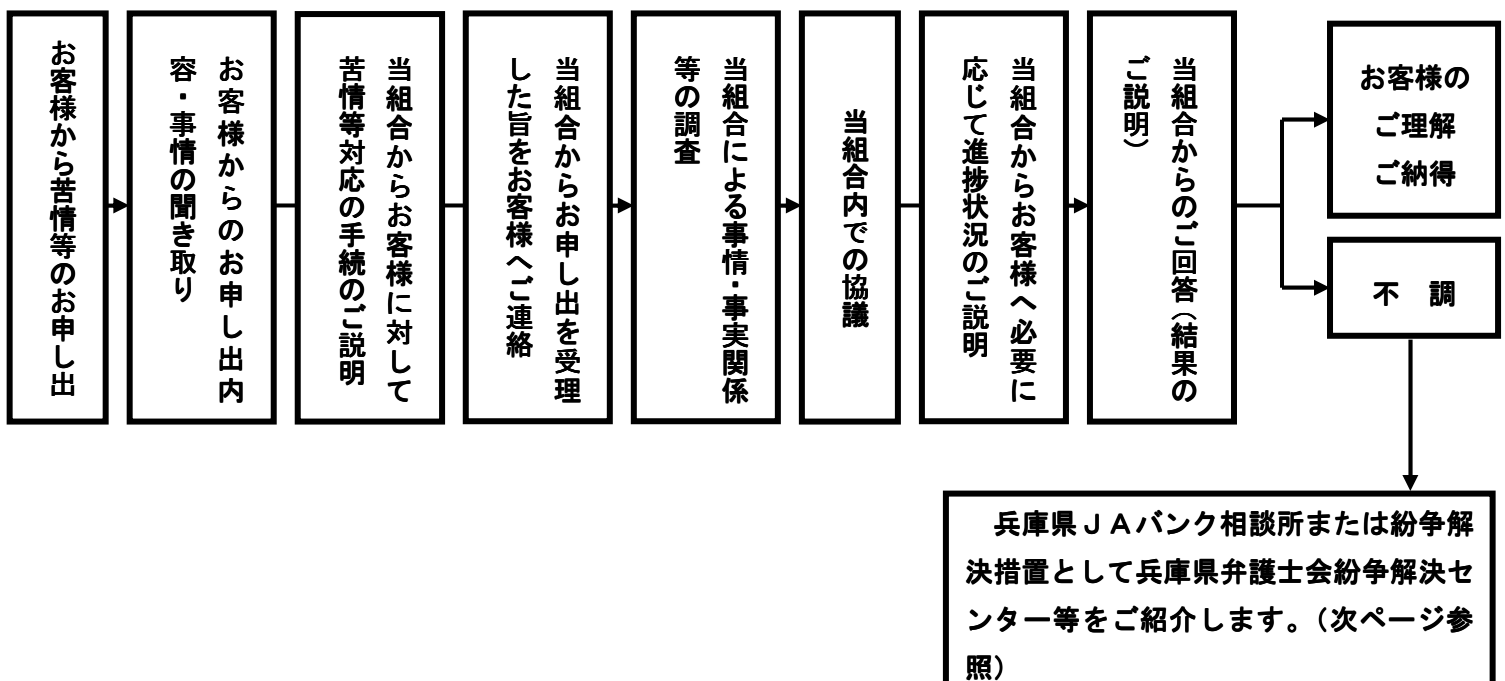 お客様から苦情等のお申し出
お客様からのお申し出内
容・事情の聞き取り
当組合からお客様に対して
苦情等対応の手続のご説明
当組合からお申し出を受理
した旨をお客様へご連絡
当組合による事情・事実関係
等の調査
当組合内での協議
当組合からお客様へ必要に
応じて進捗状況のご説明
当組合からのご回答（結果の
ご説明）
お客様の
ご理解
ご納得
不　調
兵庫県ＪＡバンク相談所または紛争解
決措置として兵庫県弁護士会紛争解決セ
ンター等をご紹介します。（次ページ参
照）